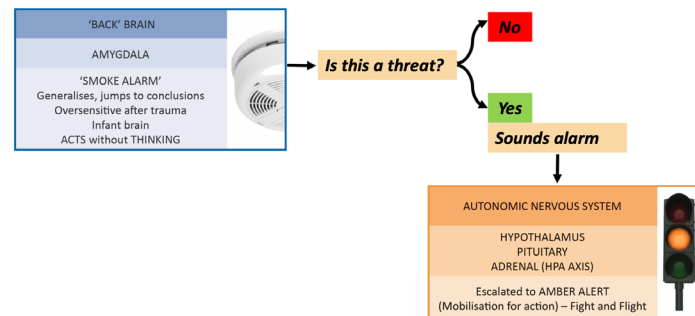 ‘BACK’ BRAIN
AMYGDALA
‘SMOKE ALARM’
Generalises, jumps to conclusions
Oversensitive after trauma
Infant brain
ACTS without THINKING
Is this a threat?
No
Yes
Sounds alarm
AUTONOMIC NERVOUS SYSTEM
HYPOTHALAMUS
PITUITARY
ADRENAL (HPA AXIS)
Escalated to AMBER ALERT
(Mobilisation for action) – Fight and Flight